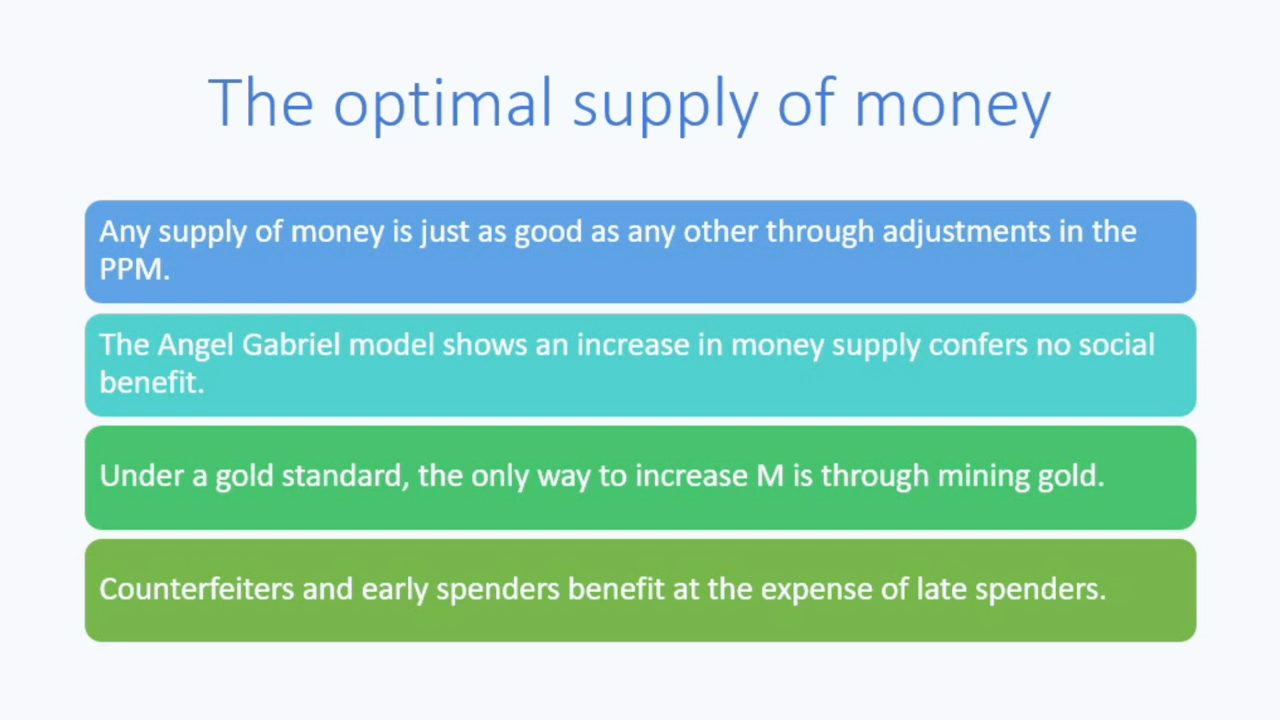 The optimal supply of money
Any supply of money is just as good as any other through adjustments in the
PPM.
The Angel Gabriel model shows an increase in money supply confers no social
benefit.
Under a gold standard, the only way to increase M is through mining gold.
Counterfeiters and early spenders benefit at the expense of late spenders.